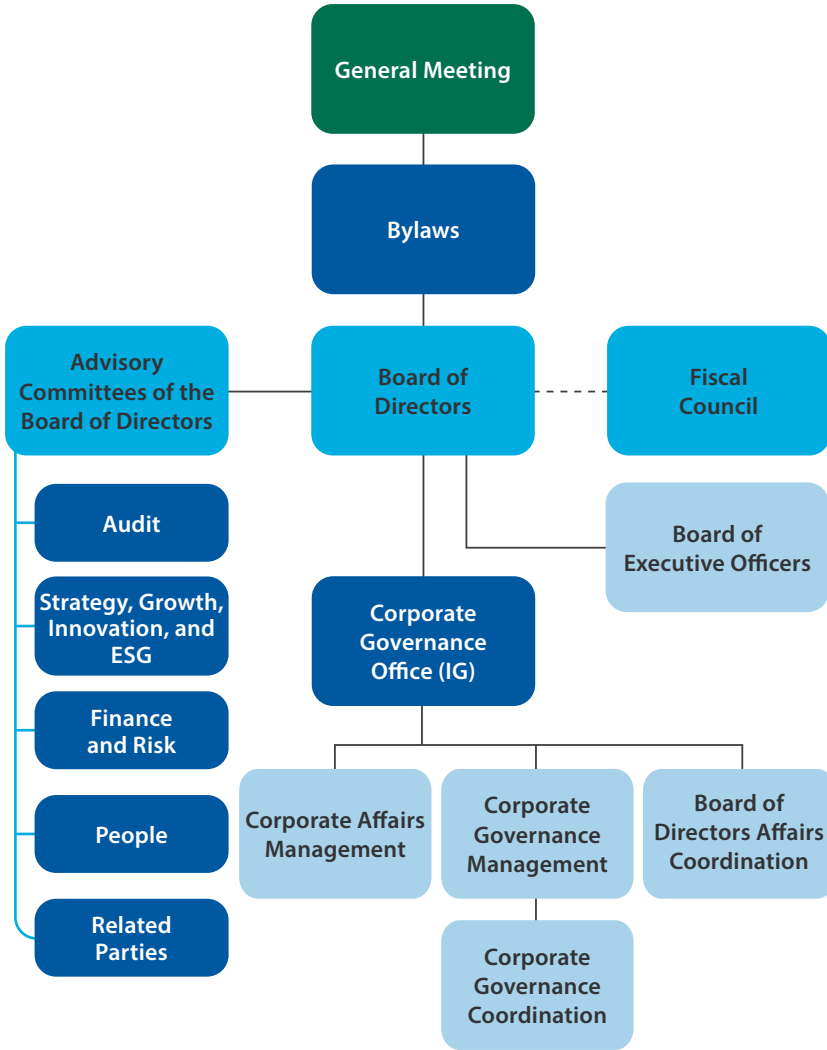 General Meeting
Bylaws
Advisory
Committees of the
Board of Directors
Board of
Directors
Fiscal
Council
Audit
Board of
Executive Officers
Strategy, Growth,
Innovation, and
ESG
Corporate
Governance
Office (IG)
Finance
and Risk
Corporate Affairs
Management
Corporate
Governance
Management
Board of
Directors Affairs
Coordination
People
Related
Parties
Corporate
Governance
Coordination